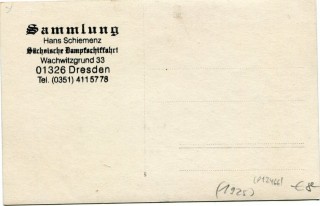 Sammlung
Hans Schiemenz
Sächsische Dampfschiffahrt
Wachwitzgrund 33
01326 Dresden
Tel. (0351) 4115778
(1925)